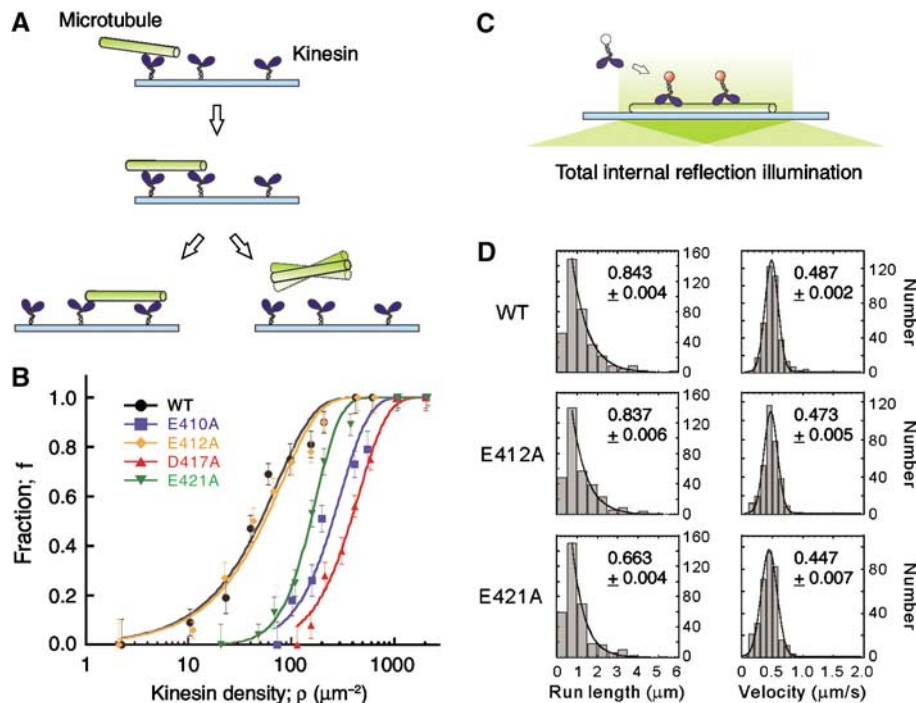 A
Microtubule
Kinesin
B
Fraction; f
1.0
0.8
0.6
0.4
0.2
0.0
WT
E410A
E412A
D417A
E421A
1
10
100
1000
Kinesin density; ρ (μm⁻²)
C
Total internal reflection illumination
D
WT
0.843
± 0.004
160
120
80
40
0
0.487
± 0.002
120
80
40
0
Number
E412A
0.837
± 0.006
160
120
80
40
0
0.473
± 0.005
120
80
40
0
Number
E421A
0.663
± 0.004
160
120
80
40
0
0.447
± 0.007
80
40
0
Number
0 1 2 3 4 5 6
Run length (μm)
0 0.5 1.0 2.0
Velocity (μm/s)